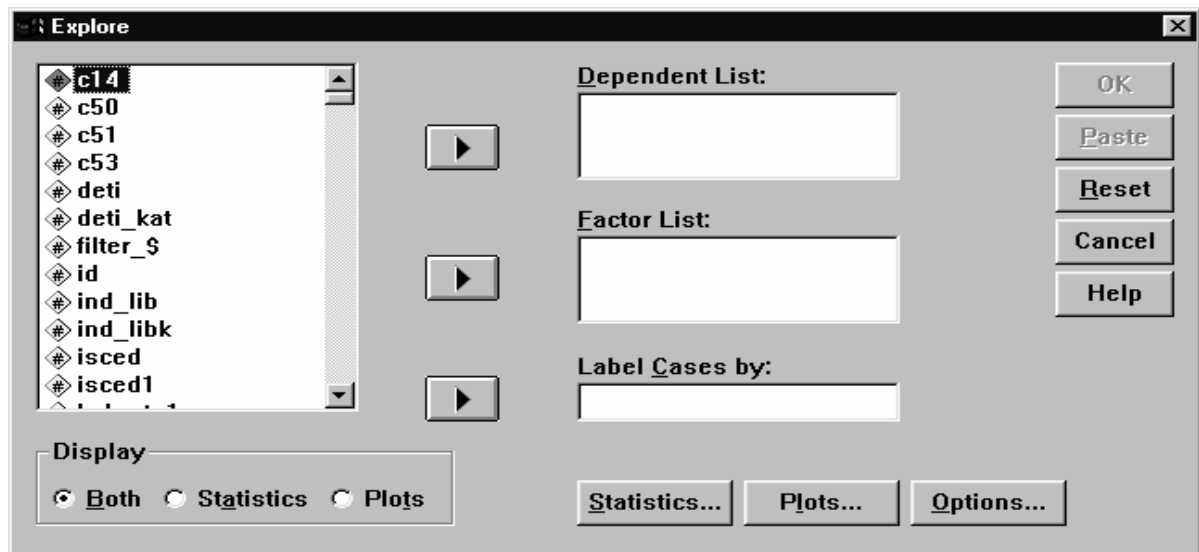 Explore
c14
c50
c51
c53
deti
deti_kat
filter_$
id
ind_lib
ind_libk
isced
isced1
Display
Both
Statistics
Plots
Dependent List:
Factor List:
Label Cases by:
Statistics...
Plots...
Options...
OK
Paste
Reset
Cancel
Help